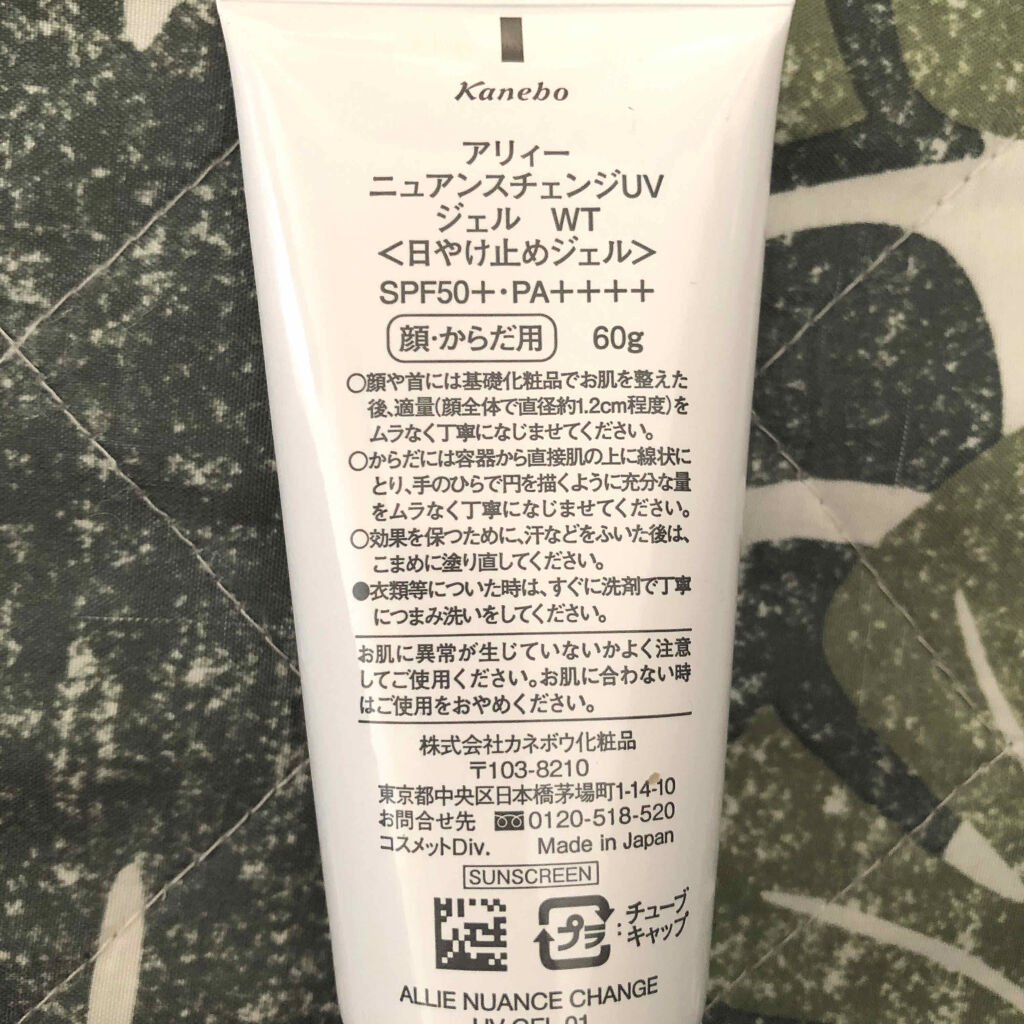 Kanebo
アリィー
ニュアンスチェンジUV
ジェル WT
<日やけ止めジェル>
SPF50+・PA++++
顔・からだ用 60g
○顔や首には基礎化粧品でお肌を整えた
後、適量(顔全体で直径約1.2cm程度)を
ムラなく丁寧になじませてください。
○からだには容器から直接肌の上に線状に
とり、手のひらで円を描くように充分な量
をムラなく丁寧になじませてください。
○効果を保つために、汗などをふいた後は、
こまめに塗り直してください。
●衣類等についた時は、すぐに洗剤で丁寧
につまみ洗いをしてください。
お肌に異常が生じていないかよく注意
してご使用ください。お肌に合わない時
はご使用をおやめください。
株式会社カネボウ化粧品
〒103-8210
東京都中央区日本橋茅場町1-14-10
お問合せ先 0120-518-520
コスメットDiv. Made in Japan
SUNSCREEN
プラ :チューブ
キャップ
ALLIE NUANCE CHANGE
UV GEL 01